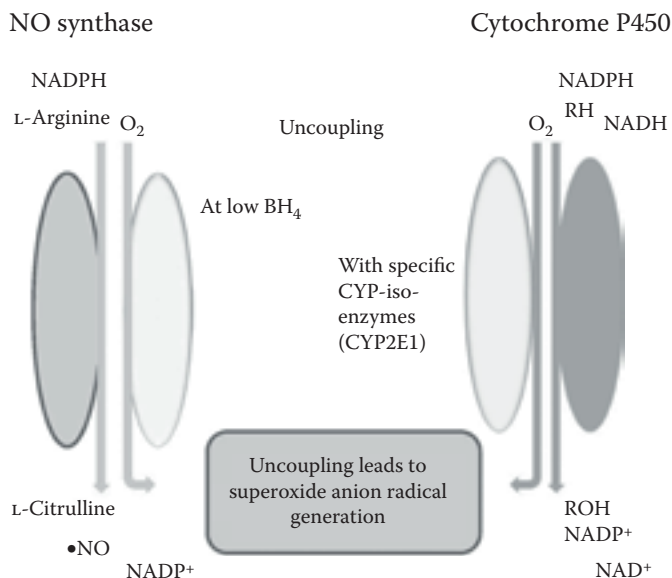 NO synthase
Cytochrome P450
NADPH
L-Arginine O₂
Uncoupling
NADPH
O₂ RH NADH
At low BH₄
With specific
CYP-iso-
enzymes
(CYP2E1)
Uncoupling leads to
superoxide anion radical
generation
L-Citrulline
•NO
NADP⁺
ROH
NADP⁺
NAD⁺